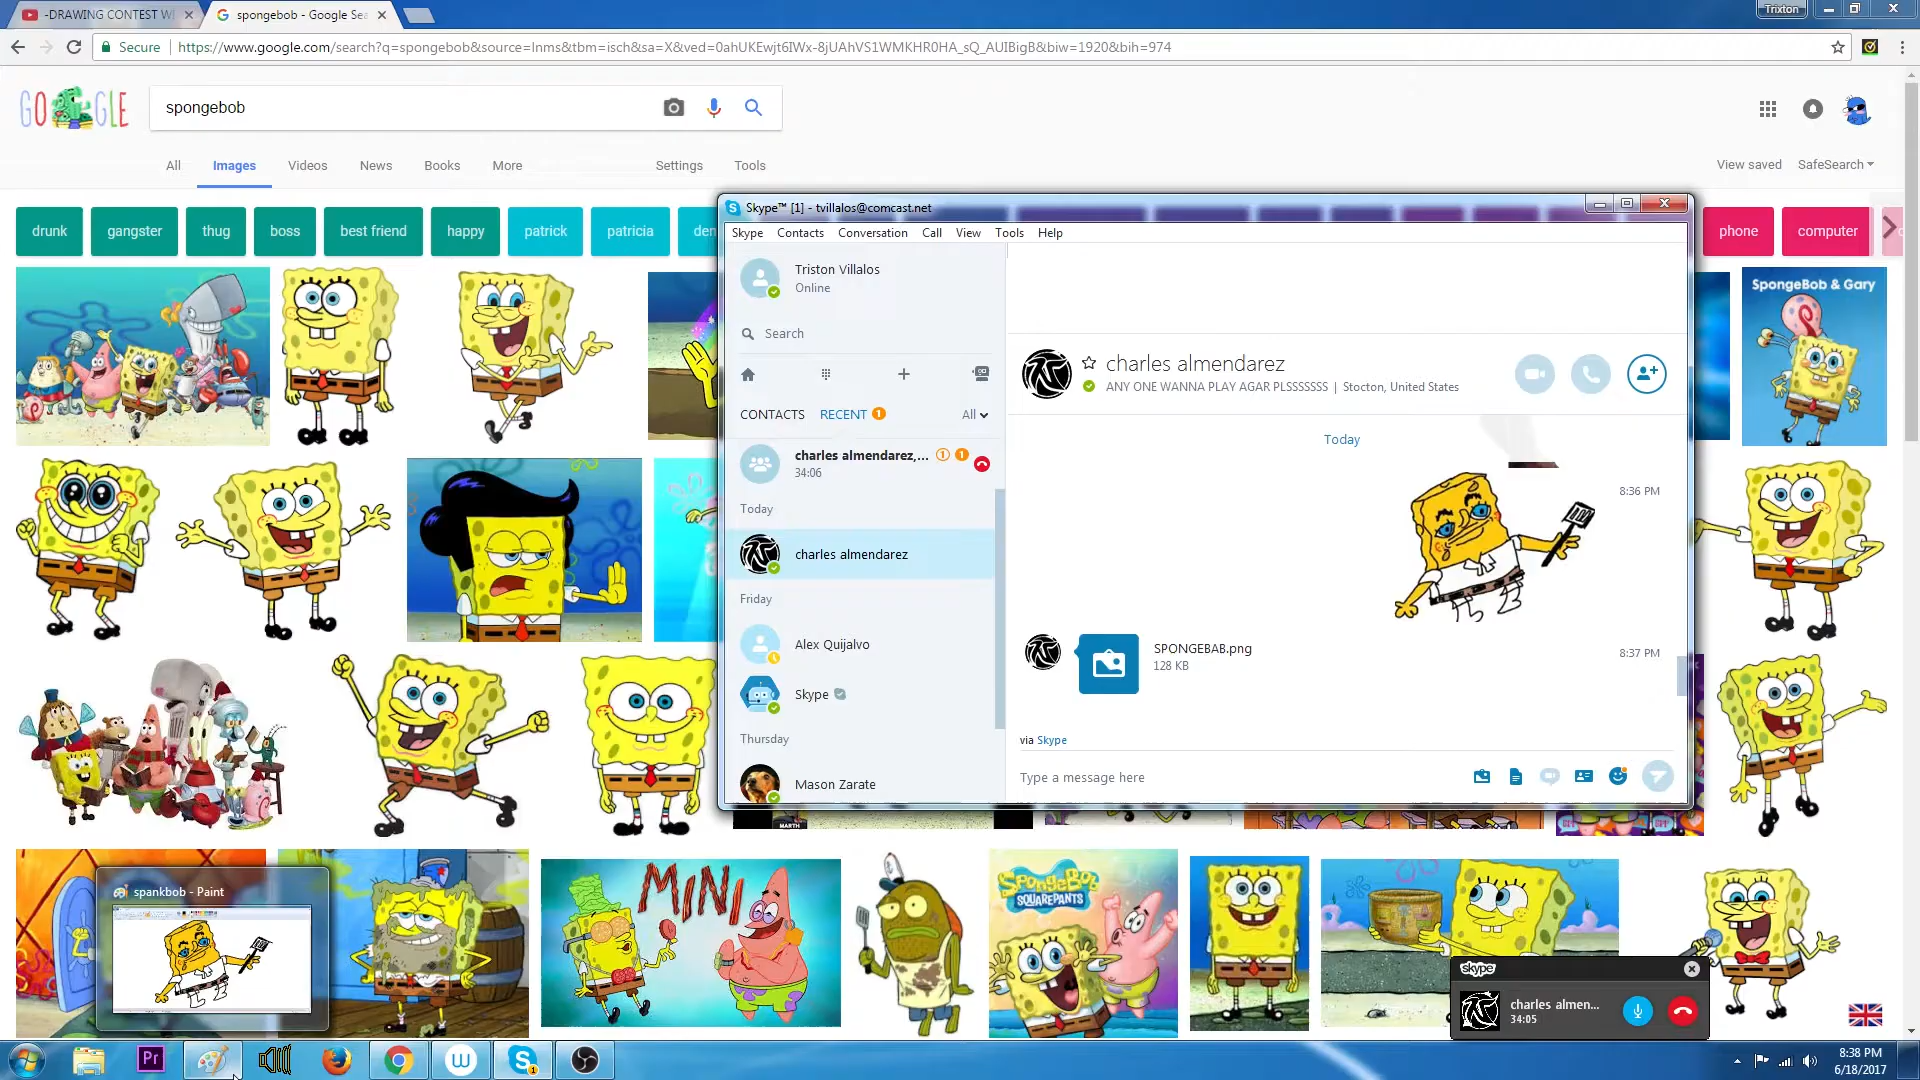 -DRAWING CONTEST WI
spongebob - Google Sea
Trixton
Secure
https://www.google.com/search?q=spongebob&source=lnms&tbm=isch&sa=X&ved=0ahUKEwjt6IWx-8jUAhVS1WMKHR0HA_sQ_AUIBigB&biw=1920&bih=974
GOOGLE
spongebob
All
Images
Videos
News
Books
More
Settings
Tools
View saved
SafeSearch
drunk
gangster
thug
boss
best friend
happy
patrick
patricia
phone
computer
SpongeBob & Gary
Skype™ [1] - tvillalos@comcast.net
Skype
Contacts
Conversation
Call
View
Tools
Help
Triston Villalos
Online
Search
CONTACTS
RECENT 1
All
charles almendarez,... 1 1
34:06
Today
charles almendarez
Friday
Alex Quijalvo
Skype
Thursday
Mason Zarate
charles almendarez
ANY ONE WANNA PLAY AGAR PLSSSSSSS | Stocton, United States
Today
8:36 PM
SPONGEBAB.png
128 KB
8:37 PM
via Skype
Type a message here
MARTH
spankbob - Paint
MINI
SpongeBob
SQUAREPANTS
skype
charles almen...
34:05
Pr
8:38 PM
6/18/2017